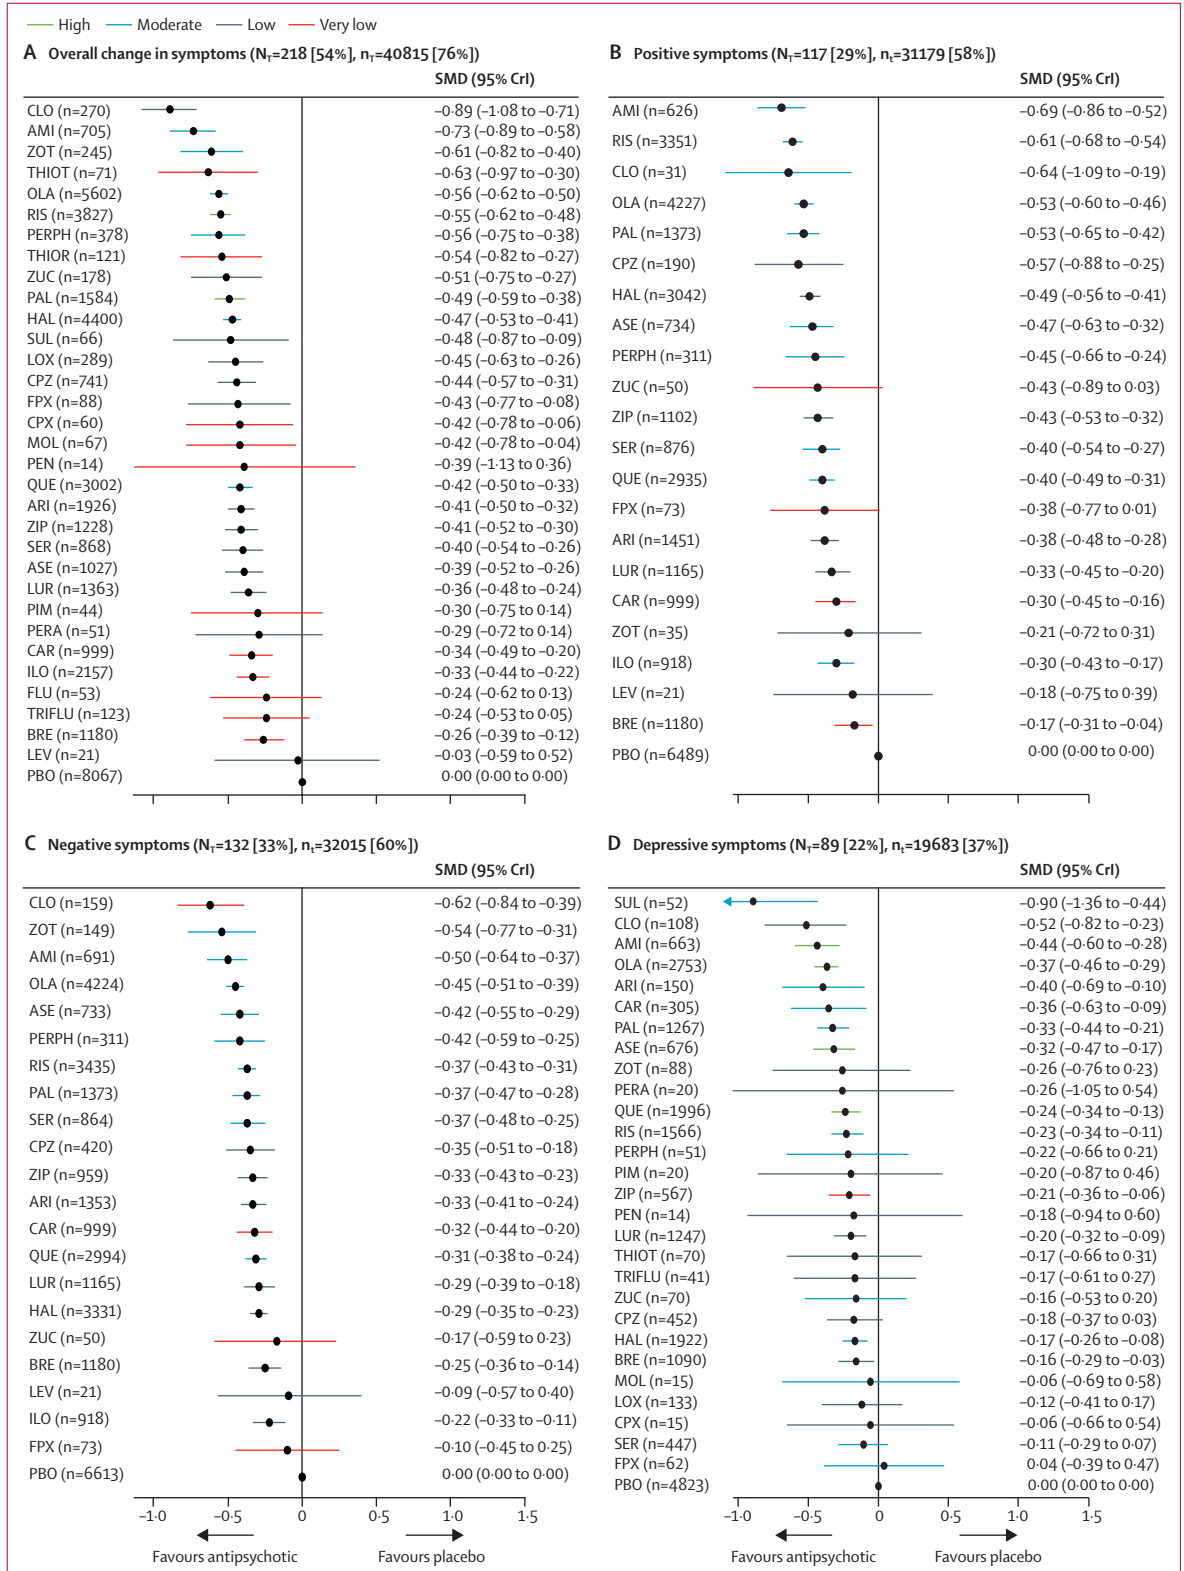 High Moderate Low Very low
A Overall change in symptoms (NT=218 [54%], nT=40815 [76%])
SMD (95% CrI)
CLO (n=270) –0·89 (–1·08 to –0·71)
AMI (n=705) –0·73 (–0·89 to –0·58)
ZOT (n=245) –0·61 (–0·82 to –0·40)
THIOT (n=71) –0·63 (–0·97 to –0·30)
OLA (n=5602) –0·56 (–0·62 to –0·50)
RIS (n=3827) –0·55 (–0·62 to –0·48)
PERPH (n=378) –0·56 (–0·75 to –0·38)
THIOR (n=121) –0·54 (–0·82 to –0·27)
ZUC (n=178) –0·51 (–0·75 to –0·27)
PAL (n=1584) –0·49 (–0·59 to –0·38)
HAL (n=4400) –0·47 (–0·53 to –0·41)
SUL (n=66) –0·48 (–0·87 to –0·09)
LOX (n=289) –0·45 (–0·63 to –0·26)
CPZ (n=741) –0·44 (–0·57 to –0·31)
FPX (n=88) –0·43 (–0·77 to –0·08)
CPX (n=60) –0·42 (–0·78 to –0·06)
MOL (n=67) –0·42 (–0·78 to –0·04)
PEN (n=14) –0·39 (–1·13 to 0·36)
QUE (n=3002) –0·42 (–0·50 to –0·33)
ARI (n=1926) –0·41 (–0·50 to –0·32)
ZIP (n=1228) –0·41 (–0·52 to –0·30)
SER (n=868) –0·40 (–0·54 to –0·26)
ASE (n=1027) –0·39 (–0·52 to –0·26)
LUR (n=1363) –0·36 (–0·48 to –0·24)
PIM (n=44) –0·30 (–0·75 to 0·14)
PERA (n=51) –0·29 (–0·72 to 0·14)
CAR (n=999) –0·34 (–0·49 to –0·20)
ILO (n=2157) –0·33 (–0·44 to –0·22)
FLU (n=53) –0·24 (–0·62 to 0·13)
TRIFLU (n=123) –0·24 (–0·53 to 0·05)
BRE (n=1180) –0·26 (–0·39 to –0·12)
LEV (n=21) –0·03 (–0·59 to 0·52)
PBO (n=8067) 0·00 (0·00 to 0·00)
B Positive symptoms (NT=117 [29%], nt=31179 [58%])
SMD (95% CrI)
AMI (n=626) –0·69 (–0·86 to –0·52)
RIS (n=3351) –0·61 (–0·68 to –0·54)
CLO (n=31) –0·64 (–1·09 to –0·19)
OLA (n=4227) –0·53 (–0·60 to –0·46)
PAL (n=1373) –0·53 (–0·65 to –0·42)
CPZ (n=190) –0·57 (–0·88 to –0·25)
HAL (n=3042) –0·49 (–0·56 to –0·41)
ASE (n=734) –0·47 (–0·63 to –0·32)
PERPH (n=311) –0·45 (–0·66 to –0·24)
ZUC (n=50) –0·43 (–0·89 to 0·03)
ZIP (n=1102) –0·43 (–0·53 to –0·32)
SER (n=876) –0·40 (–0·54 to –0·27)
QUE (n=2935) –0·40 (–0·49 to –0·31)
FPX (n=73) –0·38 (–0·77 to 0·01)
ARI (n=1451) –0·38 (–0·48 to –0·28)
LUR (n=1165) –0·33 (–0·45 to –0·20)
CAR (n=999) –0·30 (–0·45 to –0·16)
ZOT (n=35) –0·21 (–0·72 to 0·31)
ILO (n=918) –0·30 (–0·43 to –0·17)
LEV (n=21) –0·18 (–0·75 to 0·39)
BRE (n=1180) –0·17 (–0·31 to –0·04)
PBO (n=6489) 0·00 (0·00 to 0·00)
C Negative symptoms (NT=132 [33%], nt=32015 [60%])
SMD (95% CrI)
CLO (n=159) –0·62 (–0·84 to –0·39)
ZOT (n=149) –0·54 (–0·77 to –0·31)
AMI (n=691) –0·50 (–0·64 to –0·37)
OLA (n=4224) –0·45 (–0·51 to –0·39)
ASE (n=733) –0·42 (–0·55 to –0·29)
PERPH (n=311) –0·42 (–0·59 to –0·25)
RIS (n=3435) –0·37 (–0·43 to –0·31)
PAL (n=1373) –0·37 (–0·47 to –0·28)
SER (n=864) –0·37 (–0·48 to –0·25)
CPZ (n=420) –0·35 (–0·51 to –0·18)
ZIP (n=959) –0·33 (–0·43 to –0·23)
ARI (n=1353) –0·33 (–0·41 to –0·24)
CAR (n=999) –0·32 (–0·44 to –0·20)
QUE (n=2994) –0·31 (–0·38 to –0·24)
LUR (n=1165) –0·29 (–0·39 to –0·18)
HAL (n=3331) –0·29 (–0·35 to –0·23)
ZUC (n=50) –0·17 (–0·59 to 0·23)
BRE (n=1180) –0·25 (–0·36 to –0·14)
LEV (n=21) –0·09 (–0·57 to 0·40)
ILO (n=918) –0·22 (–0·33 to –0·11)
FPX (n=73) –0·10 (–0·45 to 0·25)
PBO (n=6613) 0·00 (0·00 to 0·00)
–1·0 –0·5 0 0·5 1·0 1·5
Favours antipsychotic Favours placebo
D Depressive symptoms (NT=89 [22%], nt=19683 [37%])
SMD (95% CrI)
SUL (n=52) –0·90 (–1·36 to –0·44)
CLO (n=108) –0·52 (–0·82 to –0·23)
AMI (n=663) –0·44 (–0·60 to –0·28)
OLA (n=2753) –0·37 (–0·46 to –0·29)
ARI (n=150) –0·40 (–0·69 to –0·10)
CAR (n=305) –0·36 (–0·63 to –0·09)
PAL (n=1267) –0·33 (–0·44 to –0·21)
ASE (n=676) –0·32 (–0·47 to –0·17)
ZOT (n=88) –0·26 (–0·76 to 0·23)
PERA (n=20) –0·26 (–1·05 to 0·54)
QUE (n=1996) –0·24 (–0·34 to –0·13)
RIS (n=1566) –0·23 (–0·34 to –0·11)
PERPH (n=51) –0·22 (–0·66 to 0·21)
PIM (n=20) –0·20 (–0·87 to 0·46)
ZIP (n=567) –0·21 (–0·36 to –0·06)
PEN (n=14) –0·18 (–0·94 to 0·60)
LUR (n=1247) –0·20 (–0·32 to –0·09)
THIOT (n=70) –0·17 (–0·66 to 0·31)
TRIFLU (n=41) –0·17 (–0·61 to 0·27)
ZUC (n=70) –0·16 (–0·53 to 0·20)
CPZ (n=452) –0·18 (–0·37 to 0·03)
HAL (n=1922) –0·17 (–0·26 to –0·08)
BRE (n=1090) –0·16 (–0·29 to –0·03)
MOL (n=15) –0·06 (–0·69 to 0·58)
LOX (n=133) –0·12 (–0·41 to 0·17)
CPX (n=15) –0·06 (–0·66 to 0·54)
SER (n=447) –0·11 (–0·29 to 0·07)
FPX (n=62) 0·04 (–0·39 to 0·47)
PBO (n=4823) 0·00 (0·00 to 0·00)
–1·0 –0·5 0 0·5 1·0 1·5
Favours antipsychotic Favours placebo